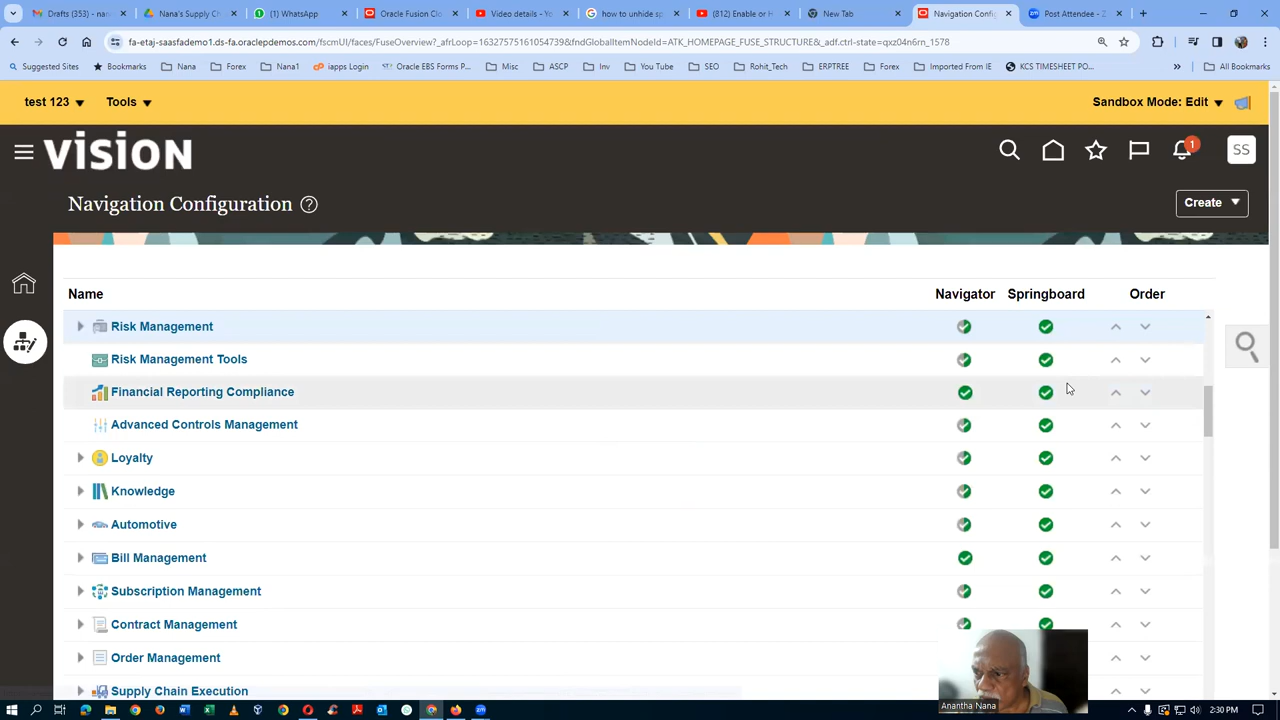 Drafts (353) - nana
Nana's Supply C
(1) WhatsApp
Oracle Fusion Clo
Video details - Yo
how to unhide sp
(812) Enable or H
New Tab
Navigation Confi
Post Attendee - Z
fa-etaj-saasfademo1.ds-fa.oraclepdemos.com/fscmUI/faces/FuseOverview?_afrLoop=16327575161054739&fndGlobalItemNodeId=ATK_HOMEPAGE_FUSE_STRUCTURE&_adf.ctrl-state=qxz04n6rn_1578
Suggested Sites
Bookmarks
Nana
Forex
Nana1
iapps Login
Oracle EBS Forms P...
Misc
ASCP
Inv
You Tube
SEO
Rohit_Tech
ERPTREE
Forex
Imported From IE
KCS TIMESHEET PO...
All Bookmarks
test 123
Tools
Sandbox Mode: Edit
vision
1
SS
Navigation Configuration
Create
Name Navigator Springboard Order
Risk Management
Risk Management Tools
Financial Reporting Compliance
Advanced Controls Management
Loyalty
Knowledge
Automotive
Bill Management
Subscription Management
Contract Management
Order Management
Supply Chain Execution
Anantha Nana
2:30 PM